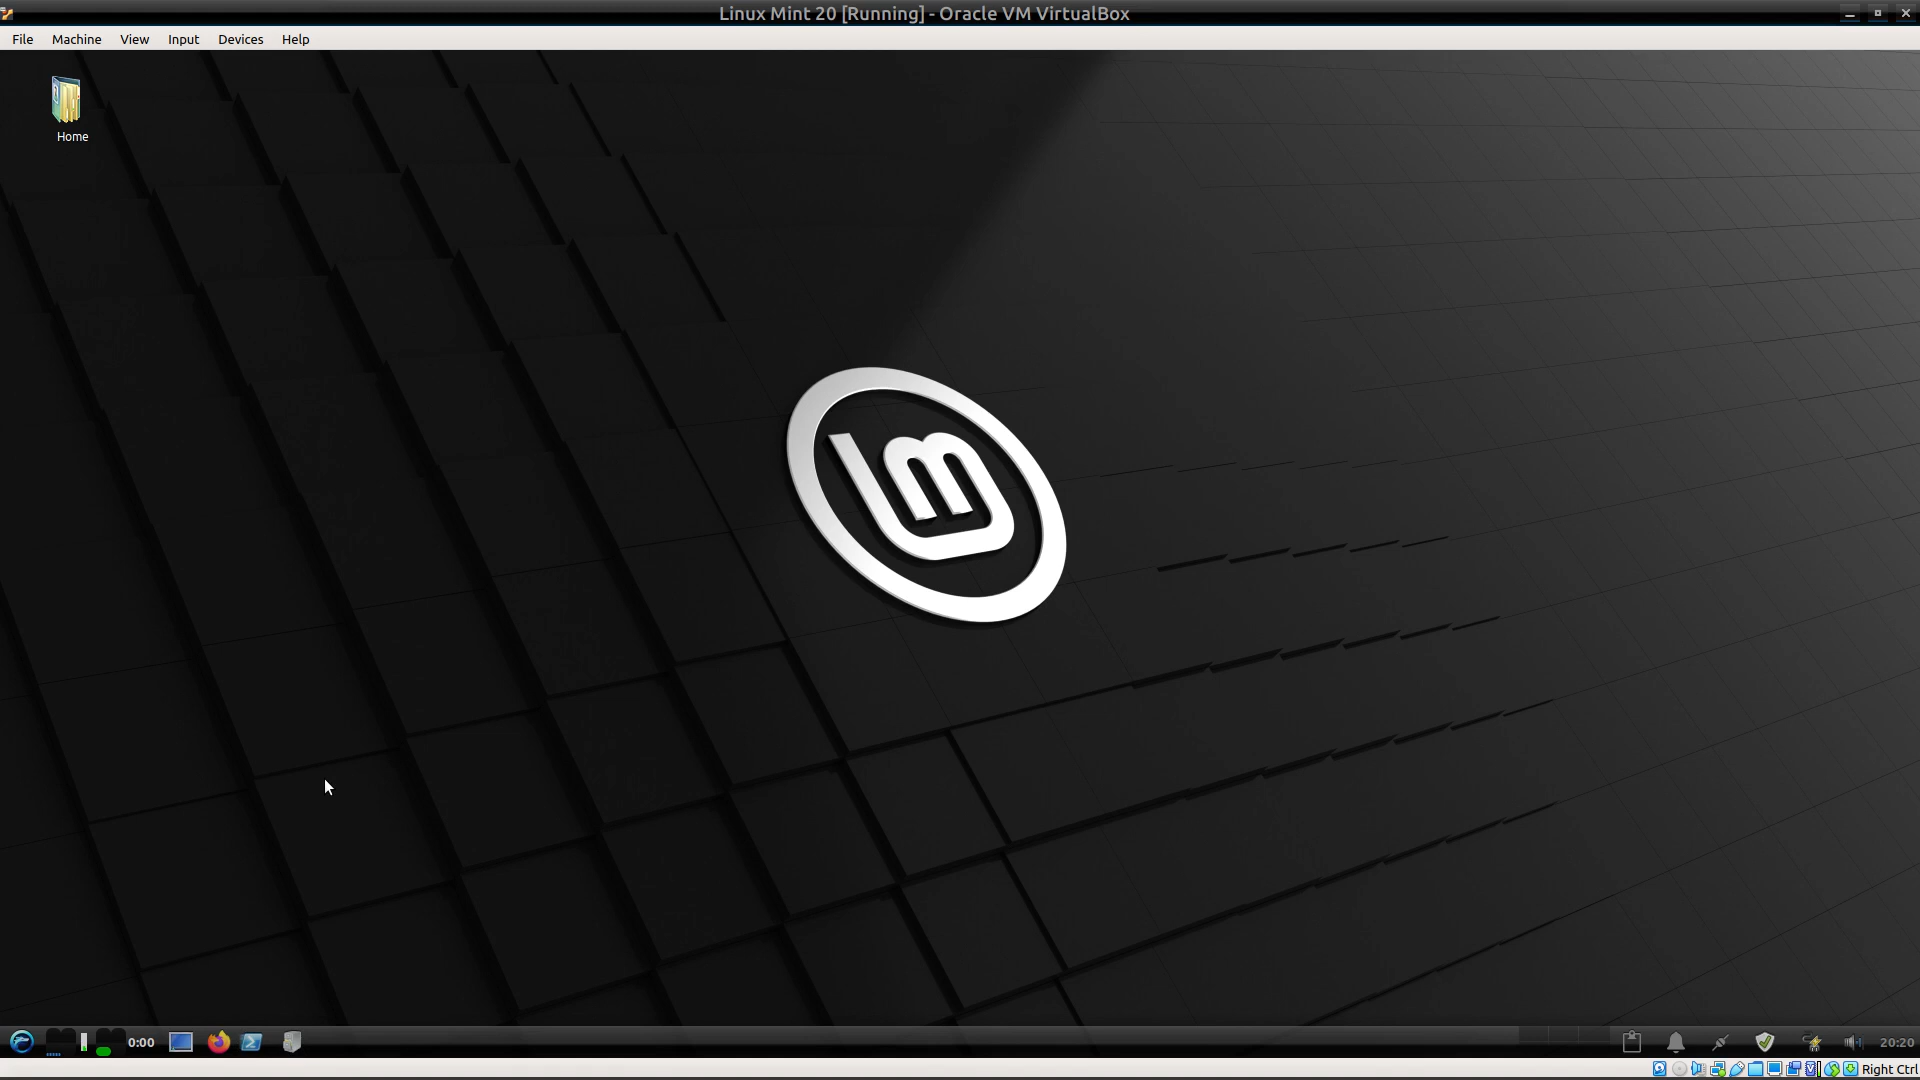 Linux Mint 20 [Running] - Oracle VM VirtualBox
File Machine View Input Devices Help
Home
0:00
20:20
Right Ctrl